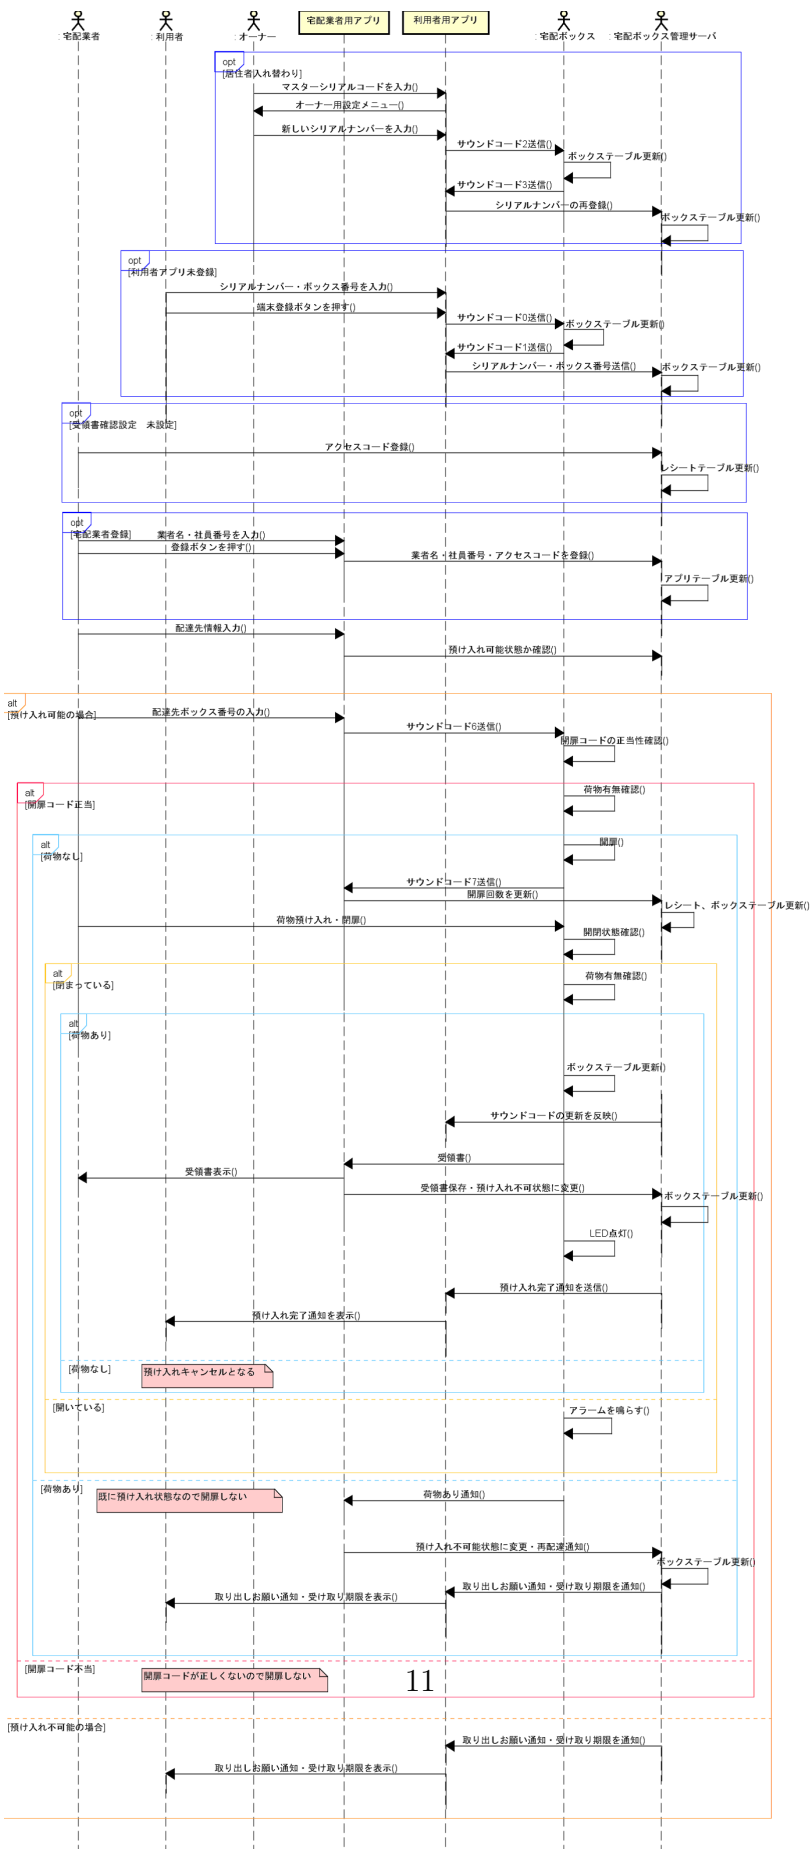 : 宅配業者
: 利用者
: オーナー
宅配業者用アプリ
利用者用アプリ
: 宅配ボックス
: 宅配ボックス管理サーバ
opt
[居住者入れ替わり]
マスターシリアルコードを入力()
オーナー用設定メニュー()
新しいシリアルナンバーを入力()
サウンドコード2送信()
ボックステーブル更新()
サウンドコード3送信()
シリアルナンバーの再登録()
ボックステーブル更新()
opt
[利用者アプリ未登録]
シリアルナンバー・ボックス番号を入力()
端末登録ボタンを押す()
サウンドコード0送信()
ボックステーブル更新()
サウンドコード1送信()
シリアルナンバー・ボックス番号送信()
ボックステーブル更新()
opt
[受領書確認設定　未設定]
アクセスコード登録()
レシートテーブル更新()
opt
[宅配業者登録]
業者名・社員番号を入力()
登録ボタンを押す()
業者名・社員番号・アクセスコードを登録()
アプリテーブル更新()
配達先情報入力()
預け入れ可能状態か確認()
alt
[預け入れ可能の場合]
配達先ボックス番号の入力()
サウンドコード6送信()
開扉コードの正当性確認()
alt
[開扉コード正当]
荷物有無確認()
alt
[荷物なし]
開扉()
サウンドコード7送信()
開扉回数を更新()
レシート、ボックステーブル更新()
荷物預け入れ・閉扉()
開閉状態確認()
alt
[閉まっている]
荷物有無確認()
alt
[荷物あり]
ボックステーブル更新()
サウンドコードの更新を反映()
受領書()
受領書表示()
受領書保存・預け入れ不可状態に変更()
ボックステーブル更新()
LED点灯()
預け入れ完了通知を送信()
預け入れ完了通知を表示()
[荷物なし]
預け入れキャンセルとなる
[開いている]
アラームを鳴らす()
[荷物あり]
既に預け入れ状態なので開扉しない
荷物あり通知()
預け入れ不可能状態に変更・再配達通知()
ボックステーブル更新()
取り出しお願い通知・受け取り期限を通知()
取り出しお願い通知・受け取り期限を表示()
[開扉コード不当]
開扉コードが正しくないので開扉しない
11
[預け入れ不可能の場合]
取り出しお願い通知・受け取り期限を通知()
取り出しお願い通知・受け取り期限を表示()